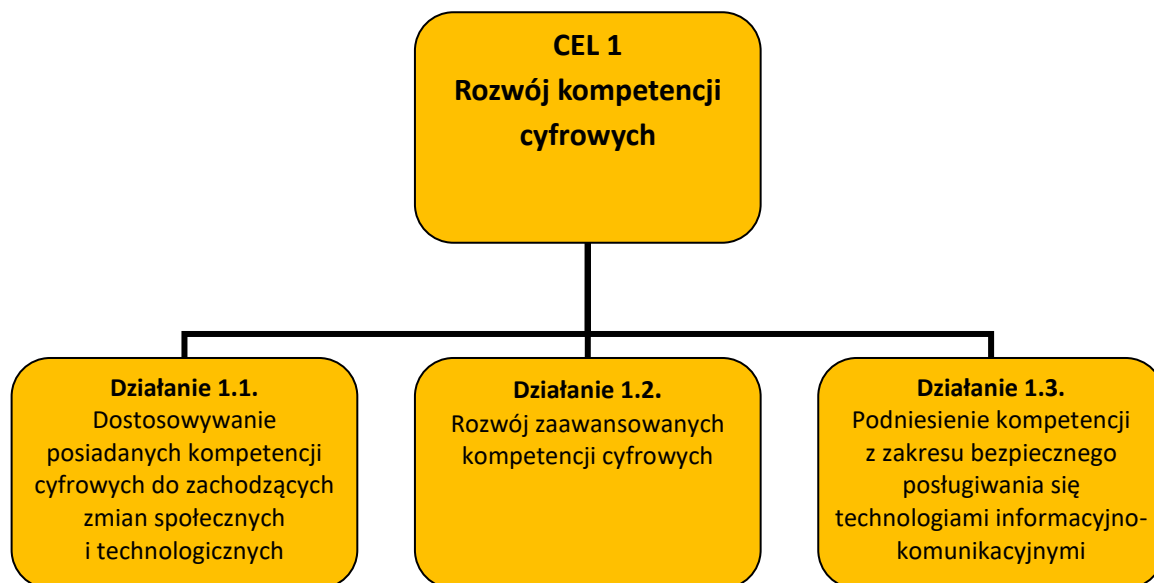 CEL 1
Rozwój kompetencji
cyfrowych
Działanie 1.1.
Dostosowywanie
posiadanych kompetencji
cyfrowych do zachodzących
zmian społecznych
i technologicznych
Działanie 1.2.
Rozwój zaawansowanych
kompetencji cyfrowych
Działanie 1.3.
Podniesienie kompetencji
z zakresu bezpiecznego
posługiwania się
technologiami informacyjno-
komunikacyjnymi